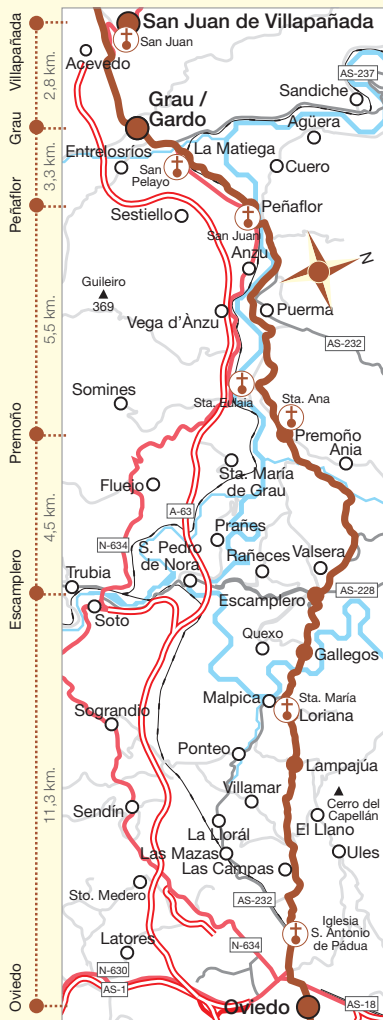 Villapañada
2,8 km.
Grau
3,3 km.
Peñaflor
5,5 km.
Premoño
4,5 km.
Escamplero
11,3 km.
Oviedo
San Juan de Villapañada
San Juan
Acevedo
AS-237
Sandiche
Grau /
Gardo
Agüera
La Matiega
Entrelosríos
San
Pelayo
Cuero
Peñaflor
Sestiello
San Juan
Anzu
N
Guileiro
369
Vega d'Ànzu
Puerma
AS-232
Somines
Sta. Eulaia
Sta. Ana
Premoño
Ania
Sta. María
de Grau
Fluejo
A-63
N-634
Prañes
S. Pedro
de Nora
Rañeces
Valsera
Trubia
AS-228
Escamplero
Soto
Quexo
Gallegos
Malpica
Sta. María
Loriana
Sograndio
Ponteo
Lampajúa
Villamar
Cerro del
Capellán
Sendín
La Llorál
El Llano
Las Mazas
Ules
Las Campas
Sto. Medero
AS-232
Iglesia
S. Antonio
de Pádua
Latores
N-634
N-630
AS-1
Oviedo
AS-18